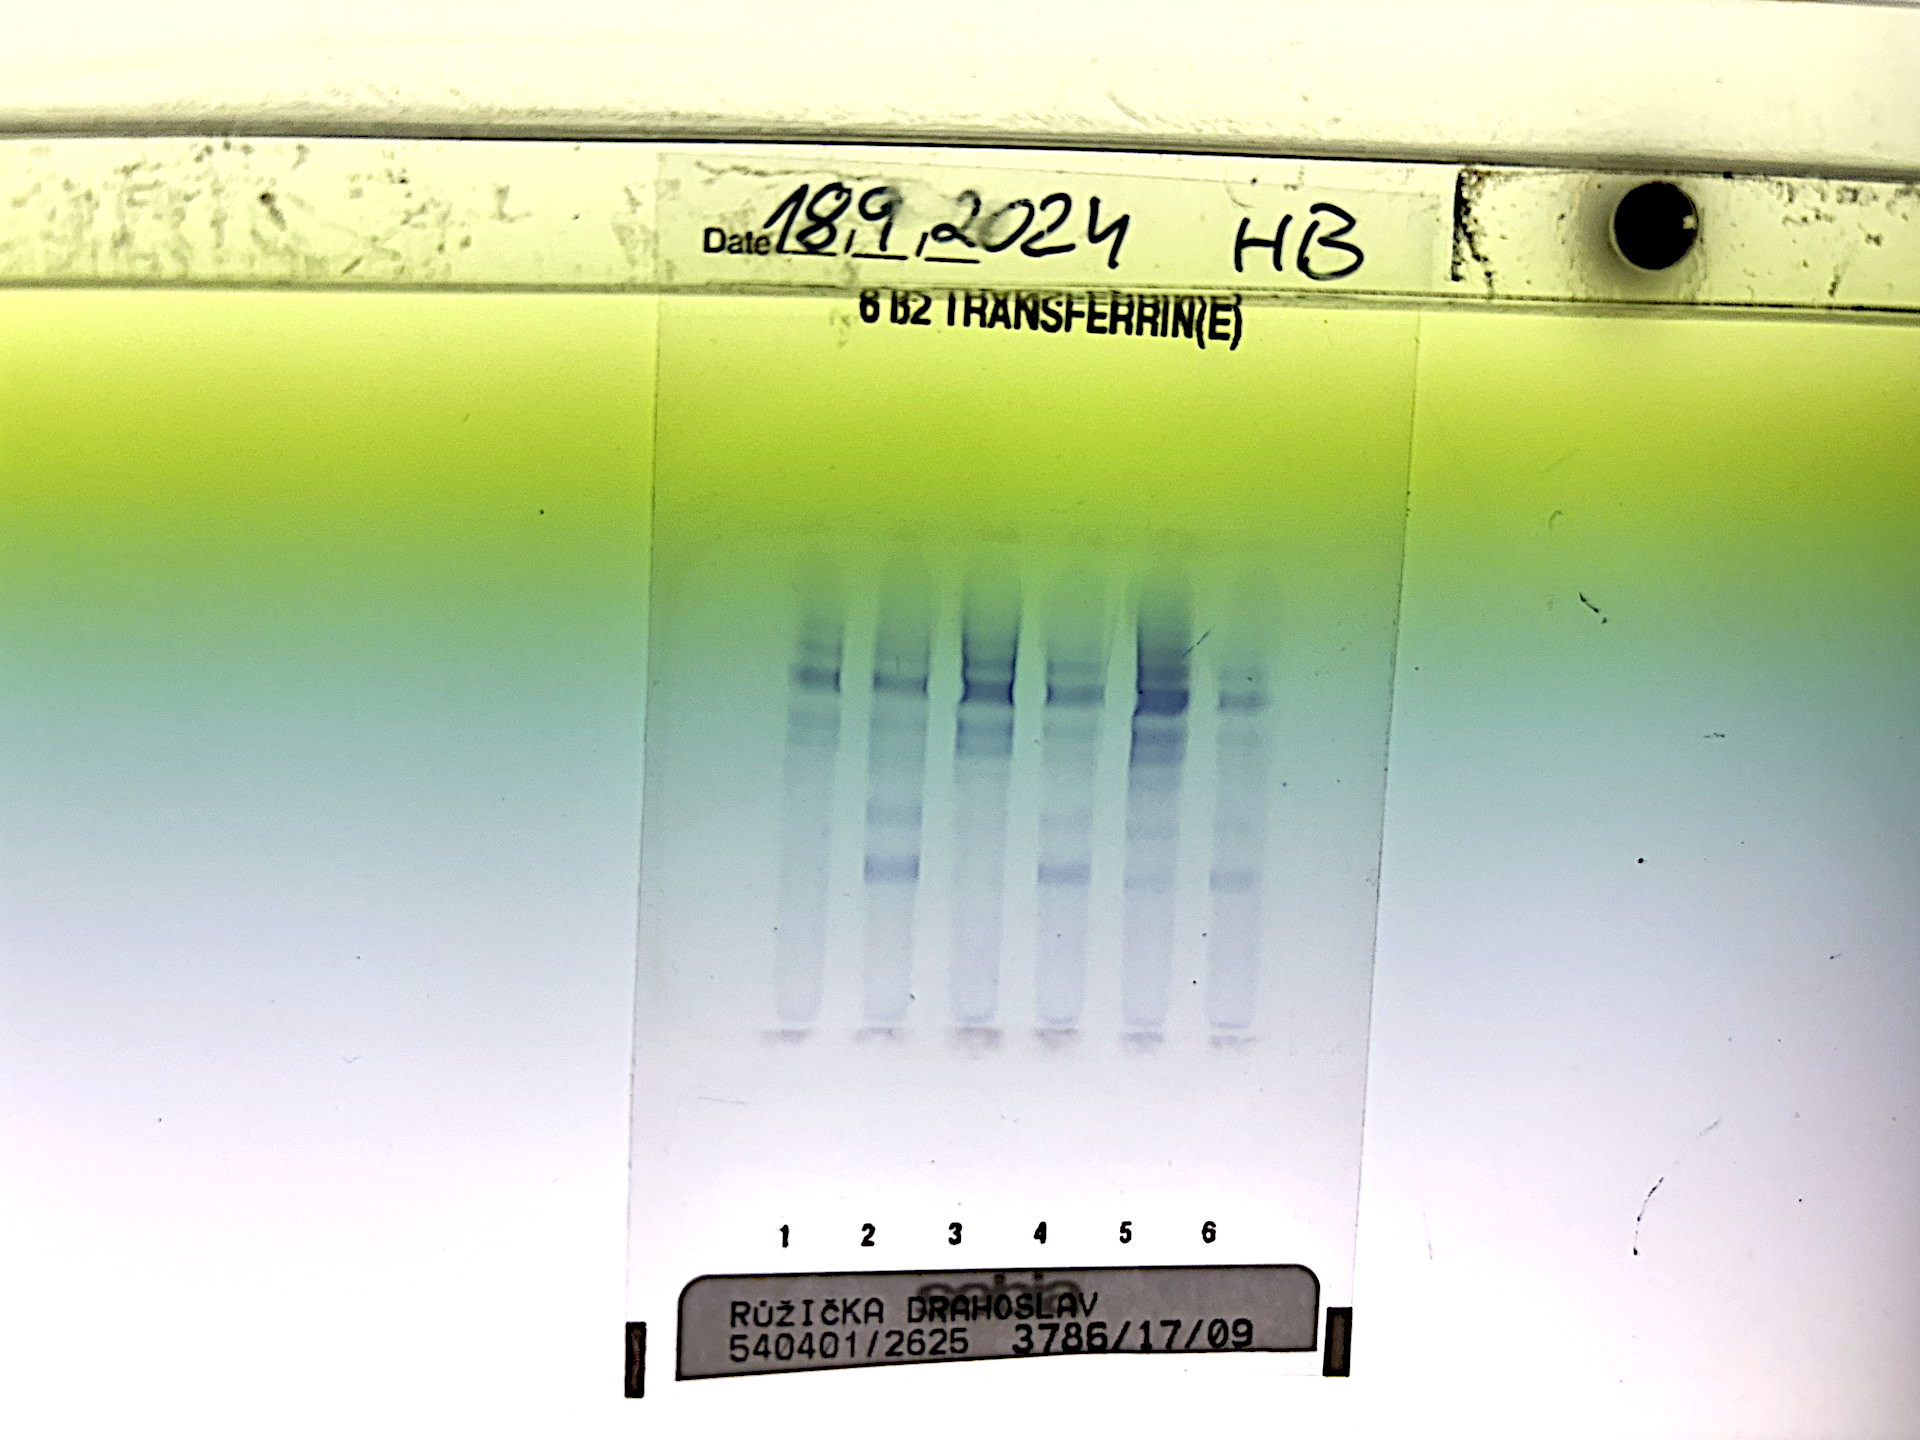 Date 18,9,2024 HB
6 B2 TRANSFERRIN(E)
1 2 3 4 5 6
sebia
RŮŽIČKA DRAHOSLAV
540401/2625 3786/17/09